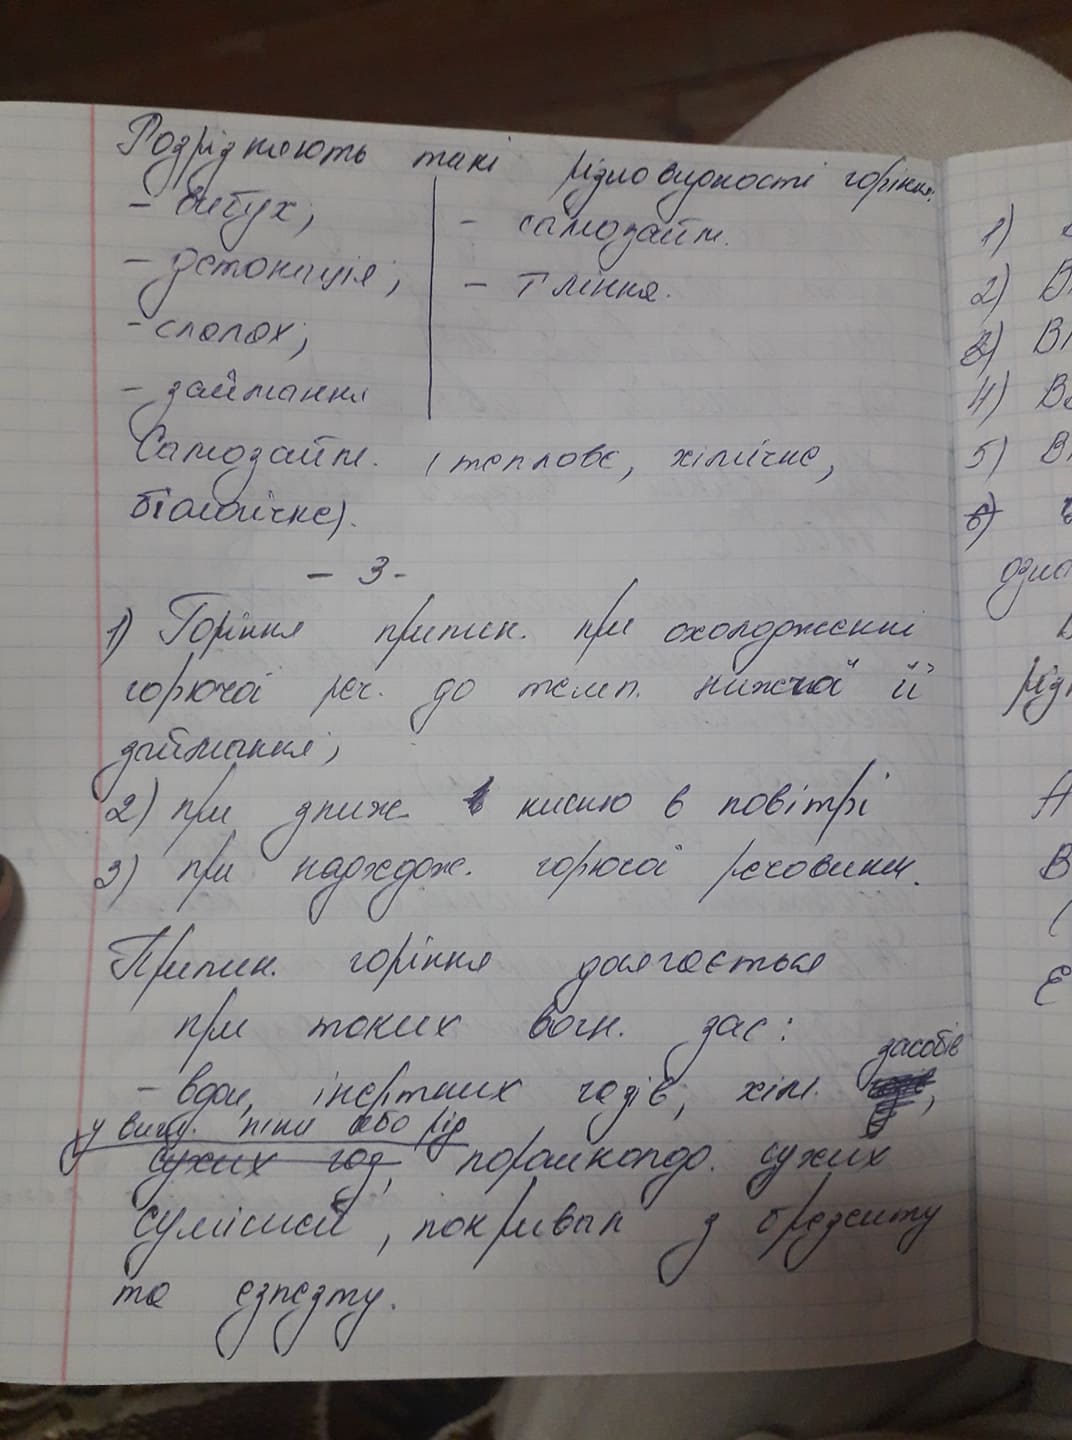 Розрізняють такі різновидності горіння:
- вибух;
- детонація;
- спалах;
- займання
- самозайм.
- Тління.
Самозайм. (теплове, хімічне,
біологічне).
- 3 -
1) Горіння припин. при охолодженні
горючої реч. до темп. нижчої її
займання;
2) при зниж. кисню в повітрі
3) при надходж. горючої речовини.
Припин. горіння досягається
при таких вогн. зас:
- води, інертних газів, хім. засобів,
у вигл. піни або рід
сухих газ, порошкопод. сухих
сумішей, покривал з брезенту
та
1)
2) В
3) В
4) В
5) В
6)
озна
різн
А
В
Е